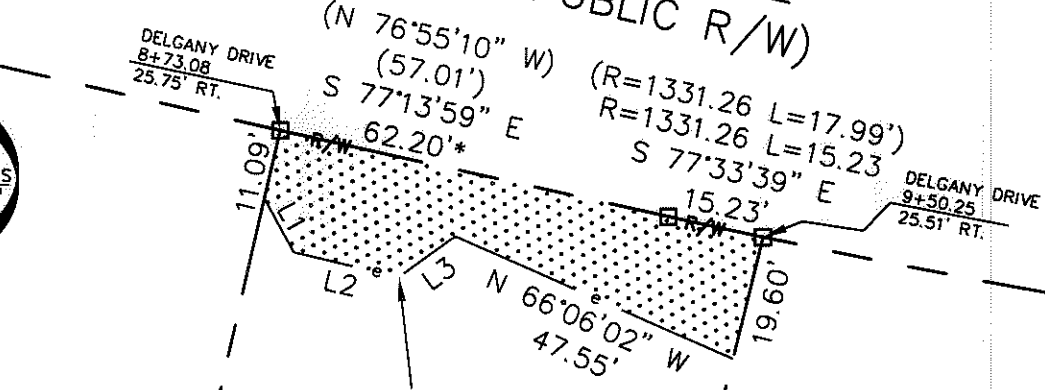 PUBLIC R/W)
(N 76°55'10" W)
(57.01')
S 77°13'59" E
62.20'*
(R=1331.26 L=17.99')
R=1331.26 L=15.23
S 77°33'39" E
15.23'
DELGANY DRIVE
8+73.08
25.75' RT.
DELGANY DRIVE
9+50.25
25.51' RT.
R/W
R/W
11.09'
L1
L2
e
L3
N 66°06'02" W
47.55'
e
19.60'
S